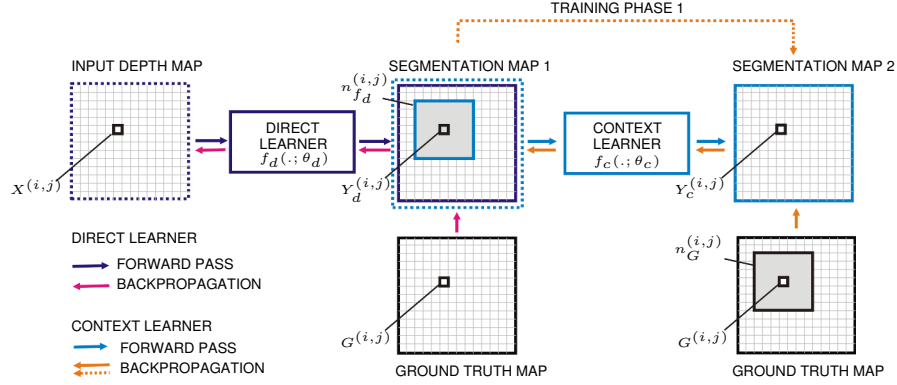 TRAINING PHASE 1
INPUT DEPTH MAP
SEGMENTATION MAP 1
SEGMENTATION MAP 2
n_{f_d}^{(i,j)}
DIRECT
LEARNER
f_d(.; θ_d)
CONTEXT
LEARNER
f_c(.; θ_c)
X^{(i,j)}
Y_d^{(i,j)}
Y_c^{(i,j)}
DIRECT LEARNER
FORWARD PASS
BACKPROPAGATION
n_G^{(i,j)}
G^{(i,j)}
G^{(i,j)}
CONTEXT LEARNER
FORWARD PASS
BACKPROPAGATION
GROUND TRUTH MAP
GROUND TRUTH MAP